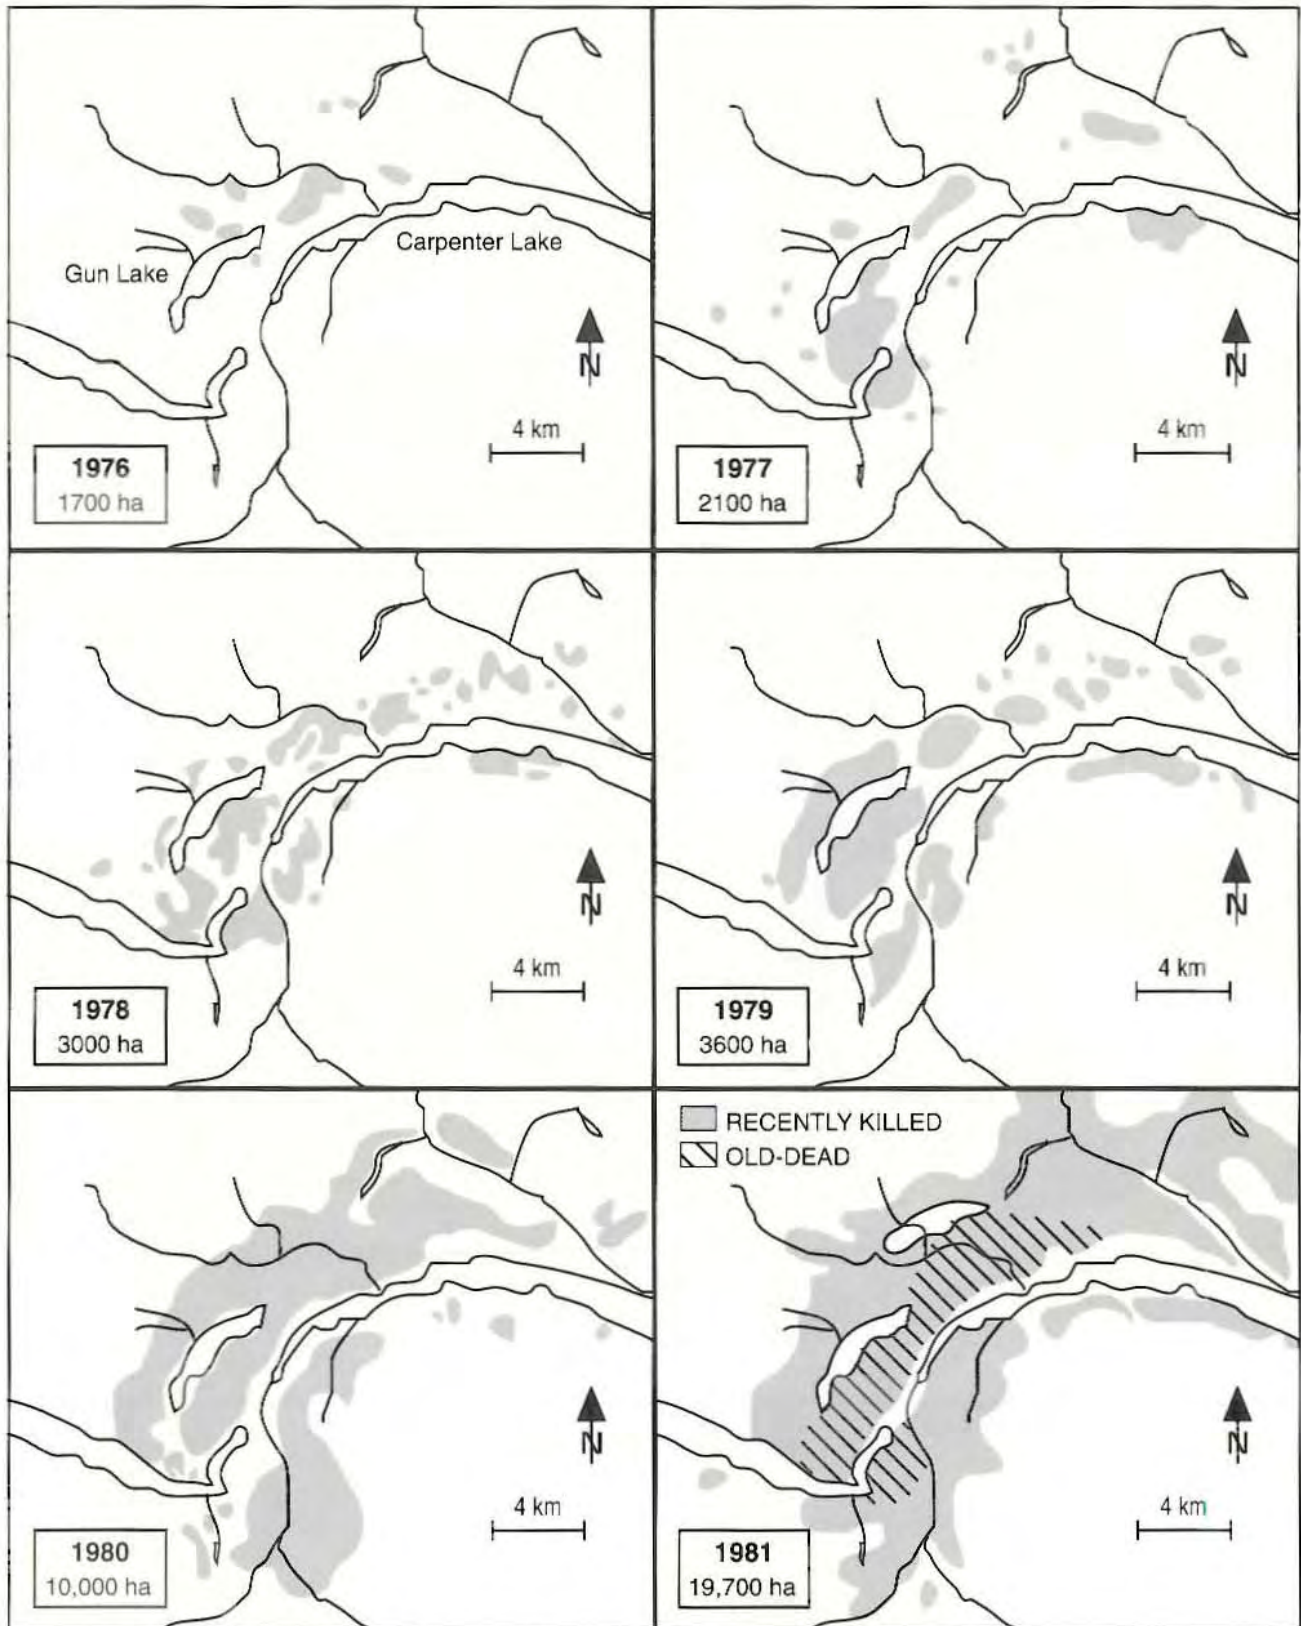 Carpenter Lake
Gun Lake
N
4 km
1976
1700 ha
N
4 km
1977
2100 ha
N
4 km
1978
3000 ha
N
4 km
1979
3600 ha
N
4 km
1980
10,000 ha
RECENTLY KILLED
OLD-DEAD
N
4 km
1981
19,700 ha